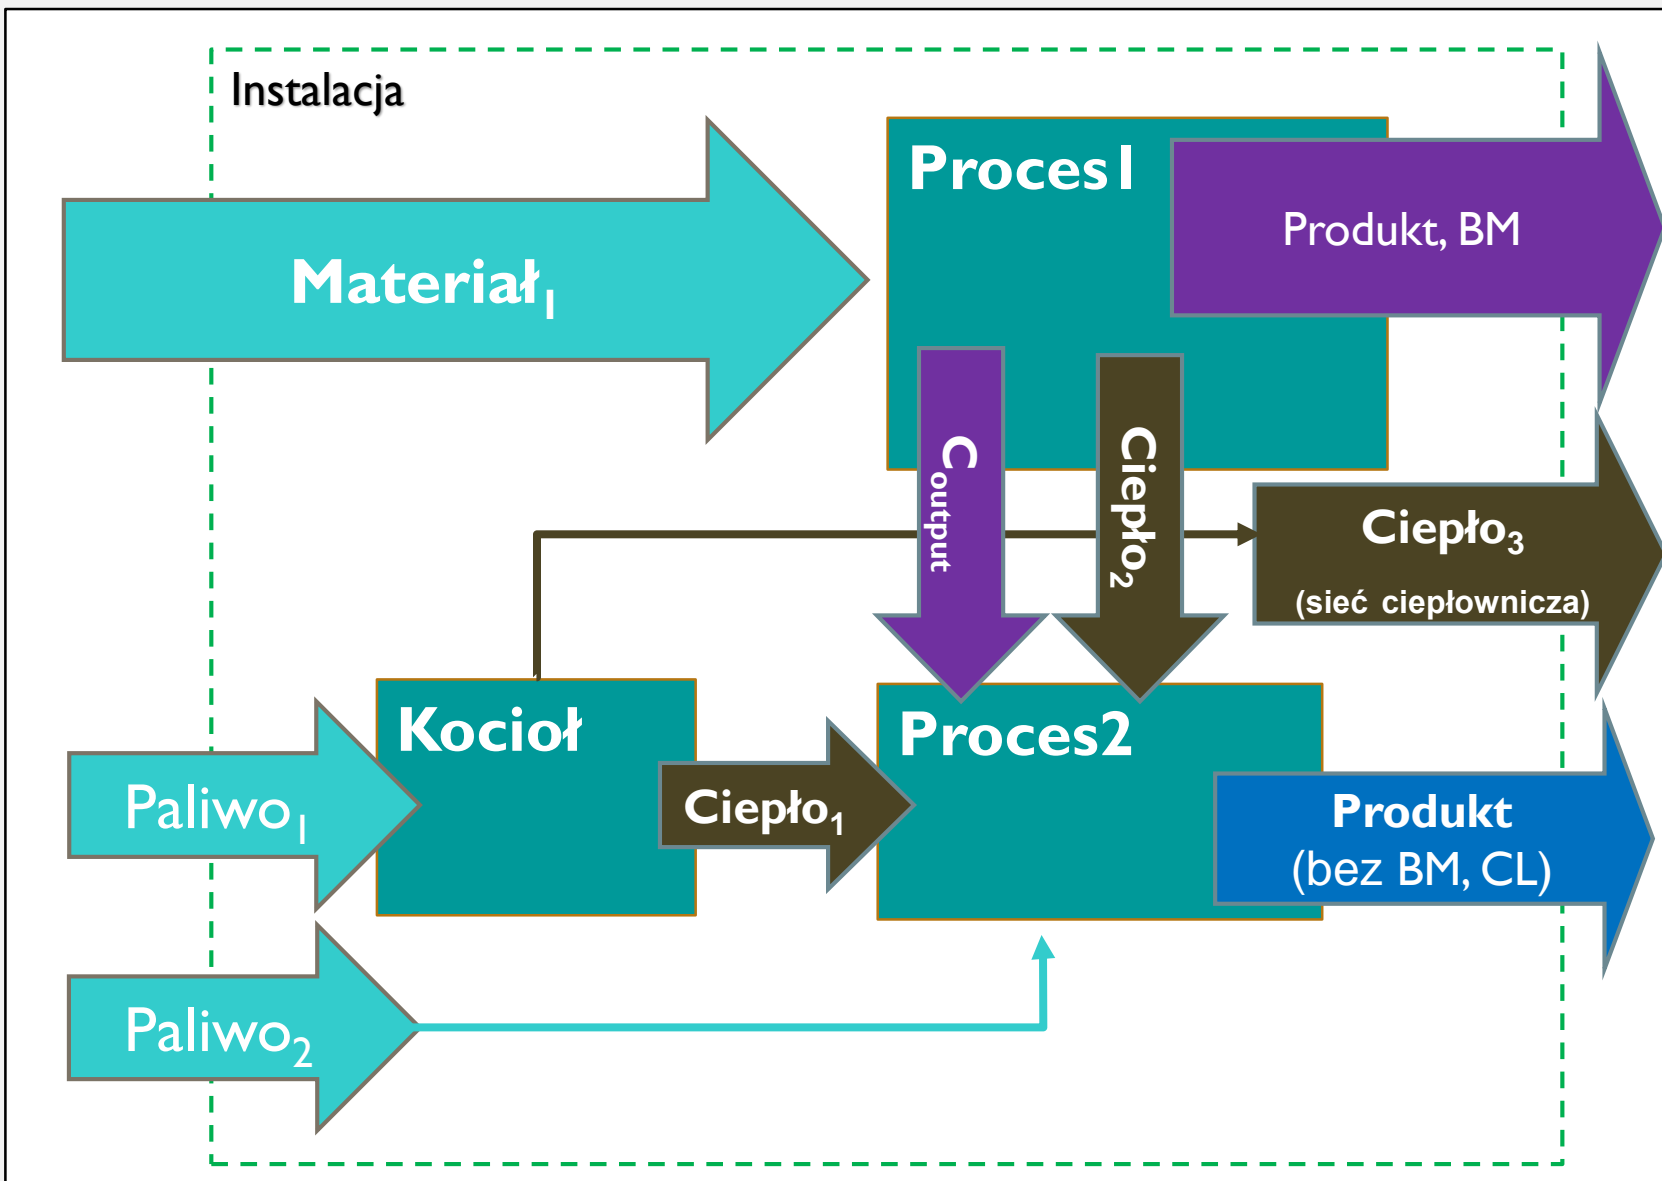 Instalacja
Proces1
Produkt, BM
Materiał1
Coutput
Ciepło2
Ciepło3
(sieć ciepłownicza)
Kocioł
Proces2
Paliwo1
Ciepło1
Produkt
(bez BM, CL)
Paliwo2